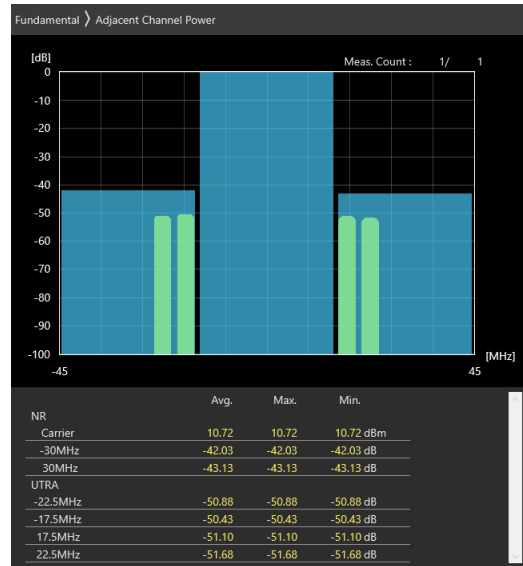 Fundamental 〉 Adjacent Channel Power
[dB] Meas. Count : 1/ 1
0
-10
-20
-30
-40
-50
-60
-70
-80
-90
-100 [MHz]
-45 45
Avg. Max. Min.
NR
Carrier 10.72 10.72 10.72 dBm
-30MHz -42.03 -42.03 -42.03 dB
30MHz -43.13 -43.13 -43.13 dB
UTRA
-22.5MHz -50.88 -50.88 -50.88 dB
-17.5MHz -50.43 -50.43 -50.43 dB
17.5MHz -51.10 -51.10 -51.10 dB
22.5MHz -51.68 -51.68 -51.68 dB